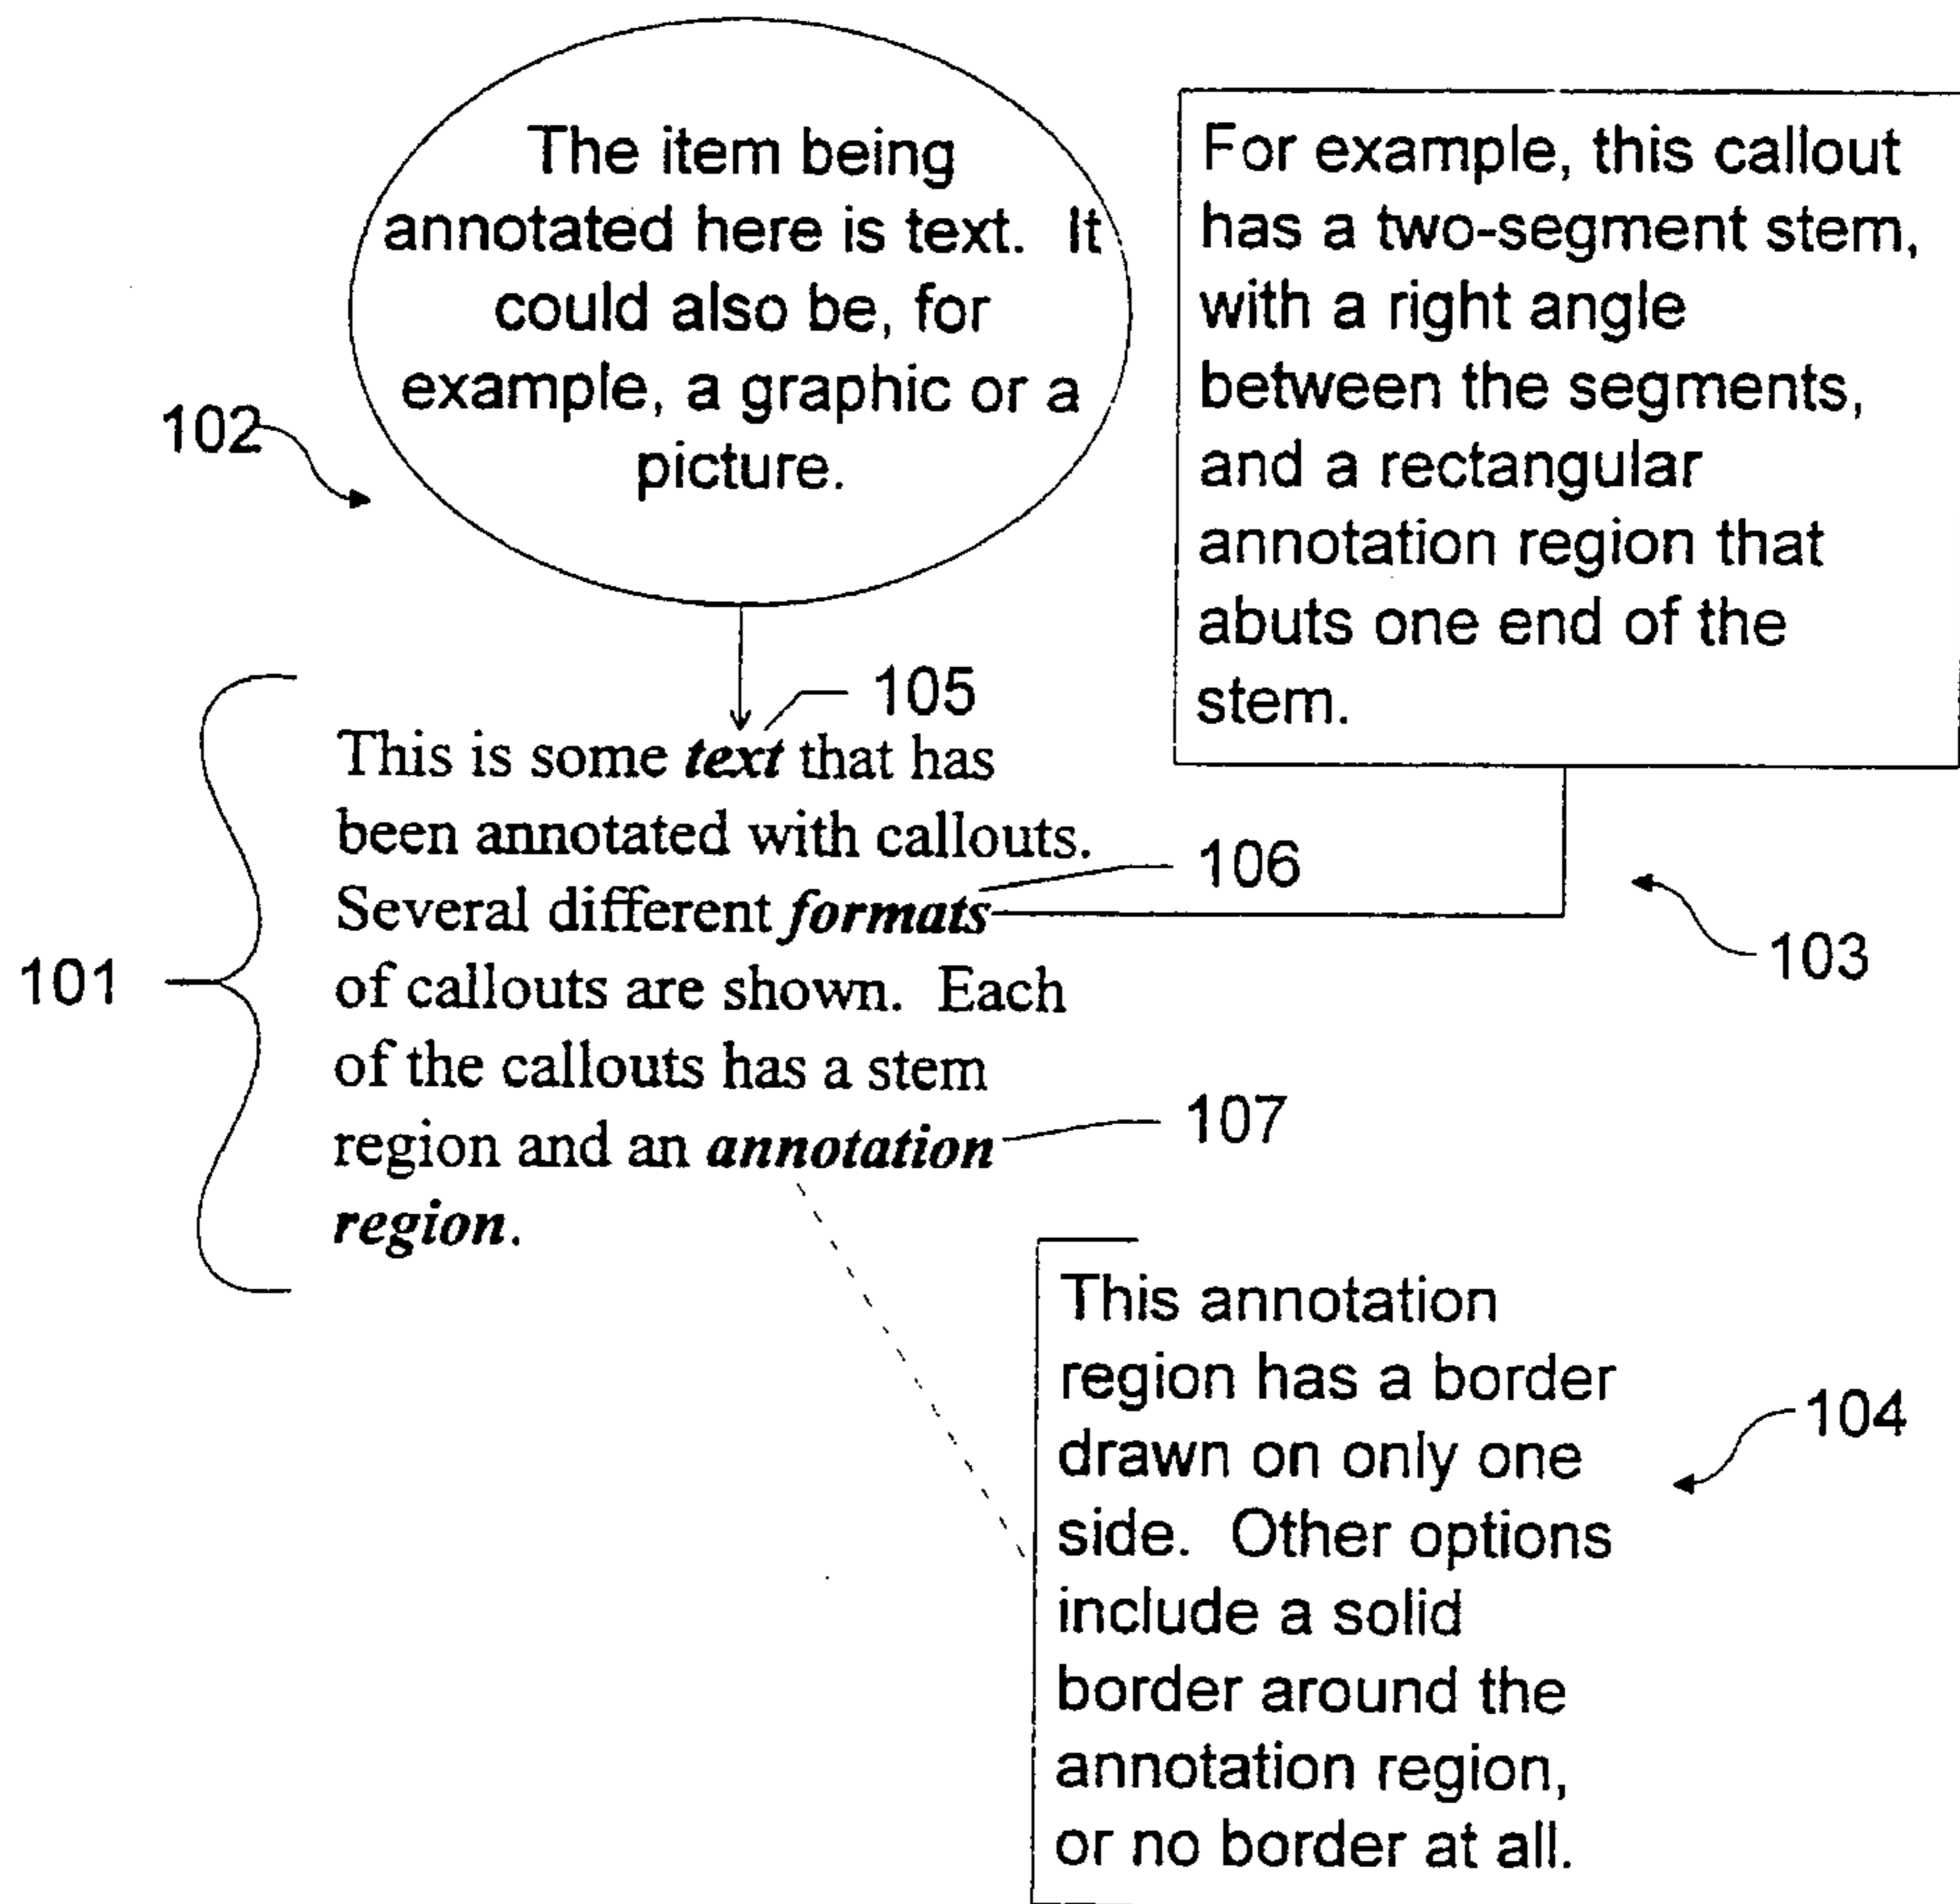 The item being
annotated here is text. It
could also be, for
example, a graphic or a
picture.
For example, this callout
has a two-segment stem,
with a right angle
between the segments,
and a rectangular
annotation region that
abuts one end of the
stem.
102
105
This is some text that has
been annotated with callouts.
Several different formats
of callouts are shown. Each
of the callouts has a stem
region and an annotation
region.
106
103
101
107
This annotation
region has a border
drawn on only one
side. Other options
include a solid
border around the
annotation region,
or no border at all.
104